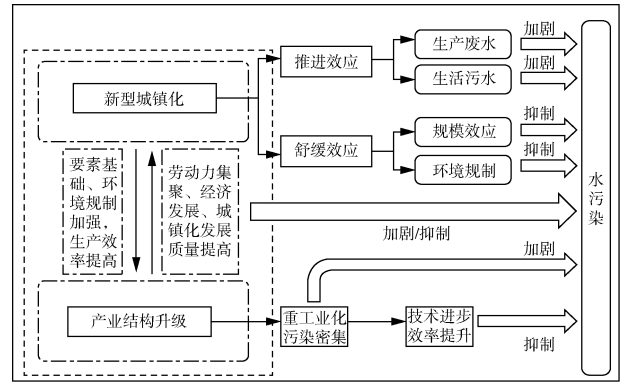 加剧
生产废水
推进效应
加剧
生活污水
新型城镇化
抑制
规模效应
舒缓效应
抑制
环境规制
要素基
础、环
境规制
加强，
生产效
率提高
劳动力集
聚、经济
发展、城
镇化发展
质量提高
水
污
染
加剧/抑制
加剧
产业结构升级
重工业化
污染密集
技术进步
效率提升
抑制